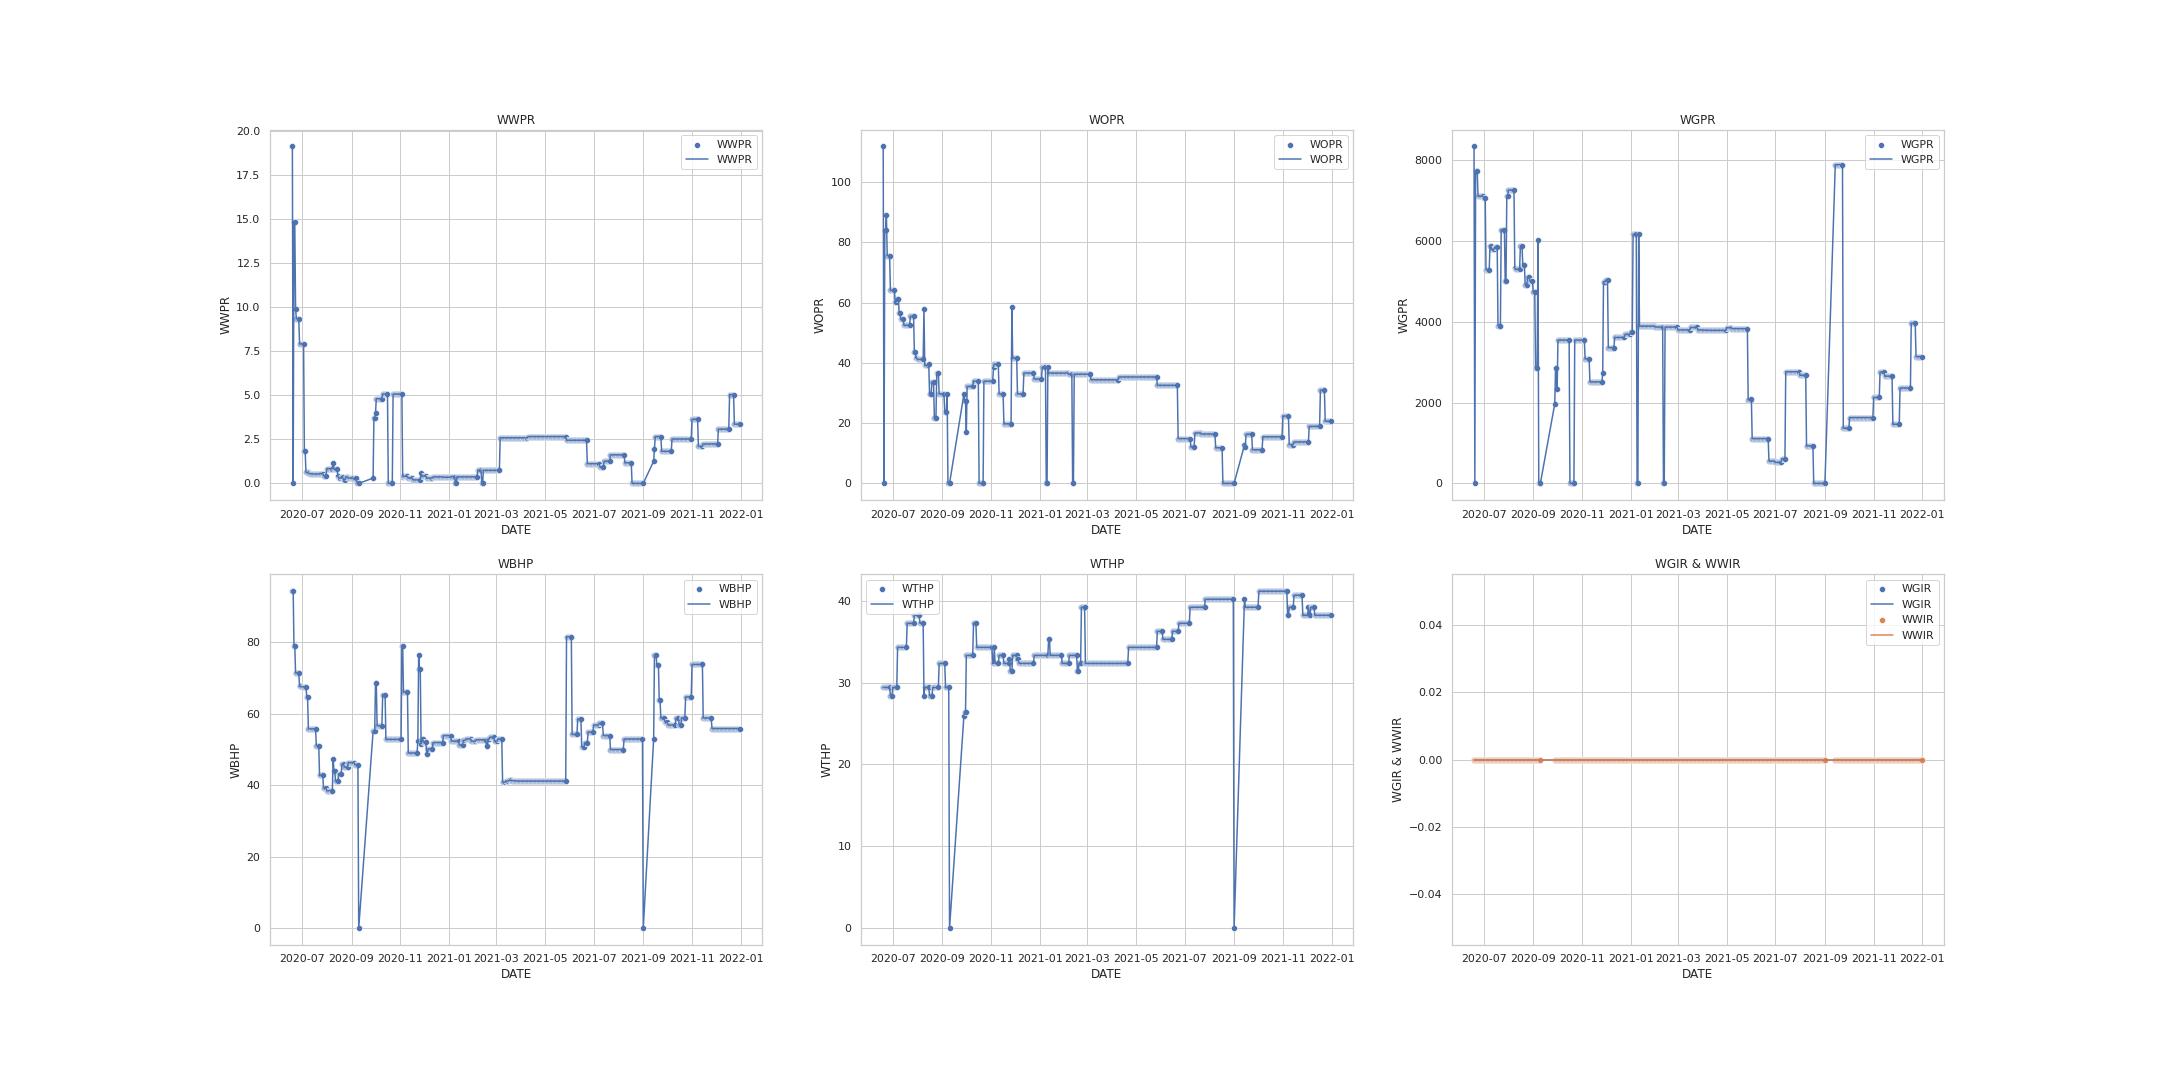 WWPR
20.0
17.5
15.0
12.5
10.0
7.5
5.0
2.5
0.0
WWPR
WWPR
WWPR
2020-07 2020-09 2020-11 2021-01 2021-03 2021-05 2021-07 2021-09 2021-11 2022-01
DATE
WOPR
100
80
60
40
20
0
WOPR
WOPR
WOPR
2020-07 2020-09 2020-11 2021-01 2021-03 2021-05 2021-07 2021-09 2021-11 2022-01
DATE
WGPR
8000
6000
4000
2000
0
WGPR
WGPR
WGPR
2020-07 2020-09 2020-11 2021-01 2021-03 2021-05 2021-07 2021-09 2021-11 2022-01
DATE
WBHP
80
60
40
20
0
WBHP
WBHP
WBHP
2020-07 2020-09 2020-11 2021-01 2021-03 2021-05 2021-07 2021-09 2021-11 2022-01
DATE
WTHP
40
30
20
10
0
WTHP
WTHP
WTHP
2020-07 2020-09 2020-11 2021-01 2021-03 2021-05 2021-07 2021-09 2021-11 2022-01
DATE
WGIR & WWIR
0.04
0.02
0.00
−0.02
−0.04
WGIR & WWIR
WGIR
WGIR
WWIR
WWIR
2020-07 2020-09 2020-11 2021-01 2021-03 2021-05 2021-07 2021-09 2021-11 2022-01
DATE